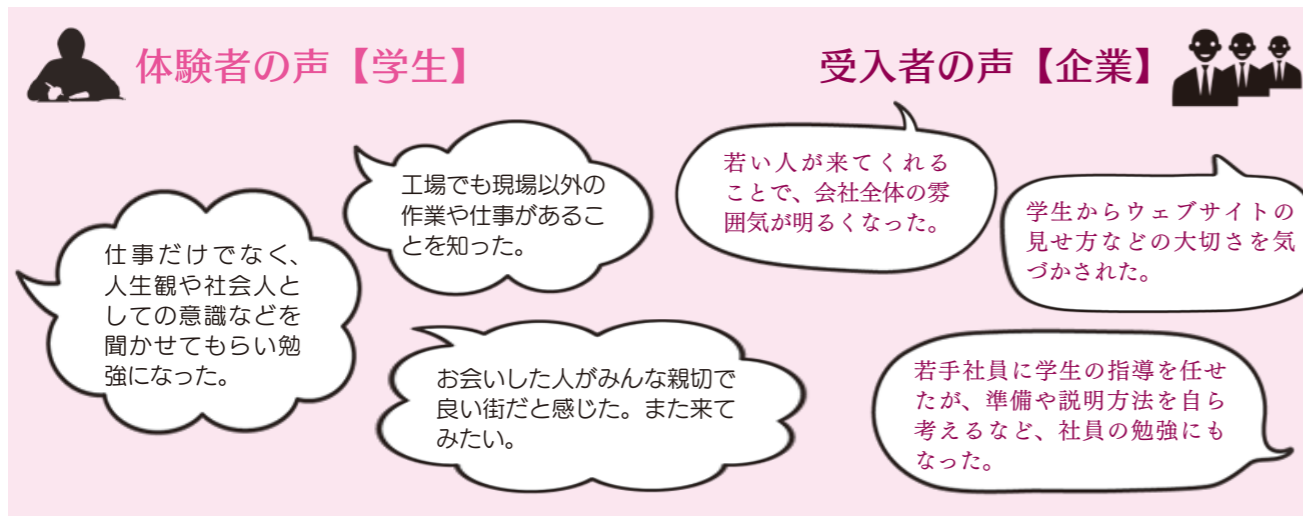 体験者の声【学生】
仕事だけでなく、
人生観や社会人と
しての意識などを
聞かせてもらい勉
強になった。
工場でも現場以外の
作業や仕事があるこ
とを知った。
お会いした人がみんな親切で
良い街だと感じた。また来て
みたい。
受入者の声【企業】
若い人が来てくれる
ことで、会社全体の雰
囲気が明るくなった。
学生からウェブサイトの
見せ方などの大切さを気
づかされた。
若手社員に学生の指導を任せ
たが、準備や説明方法を自ら
考えるなど、社員の勉強にも
なった。